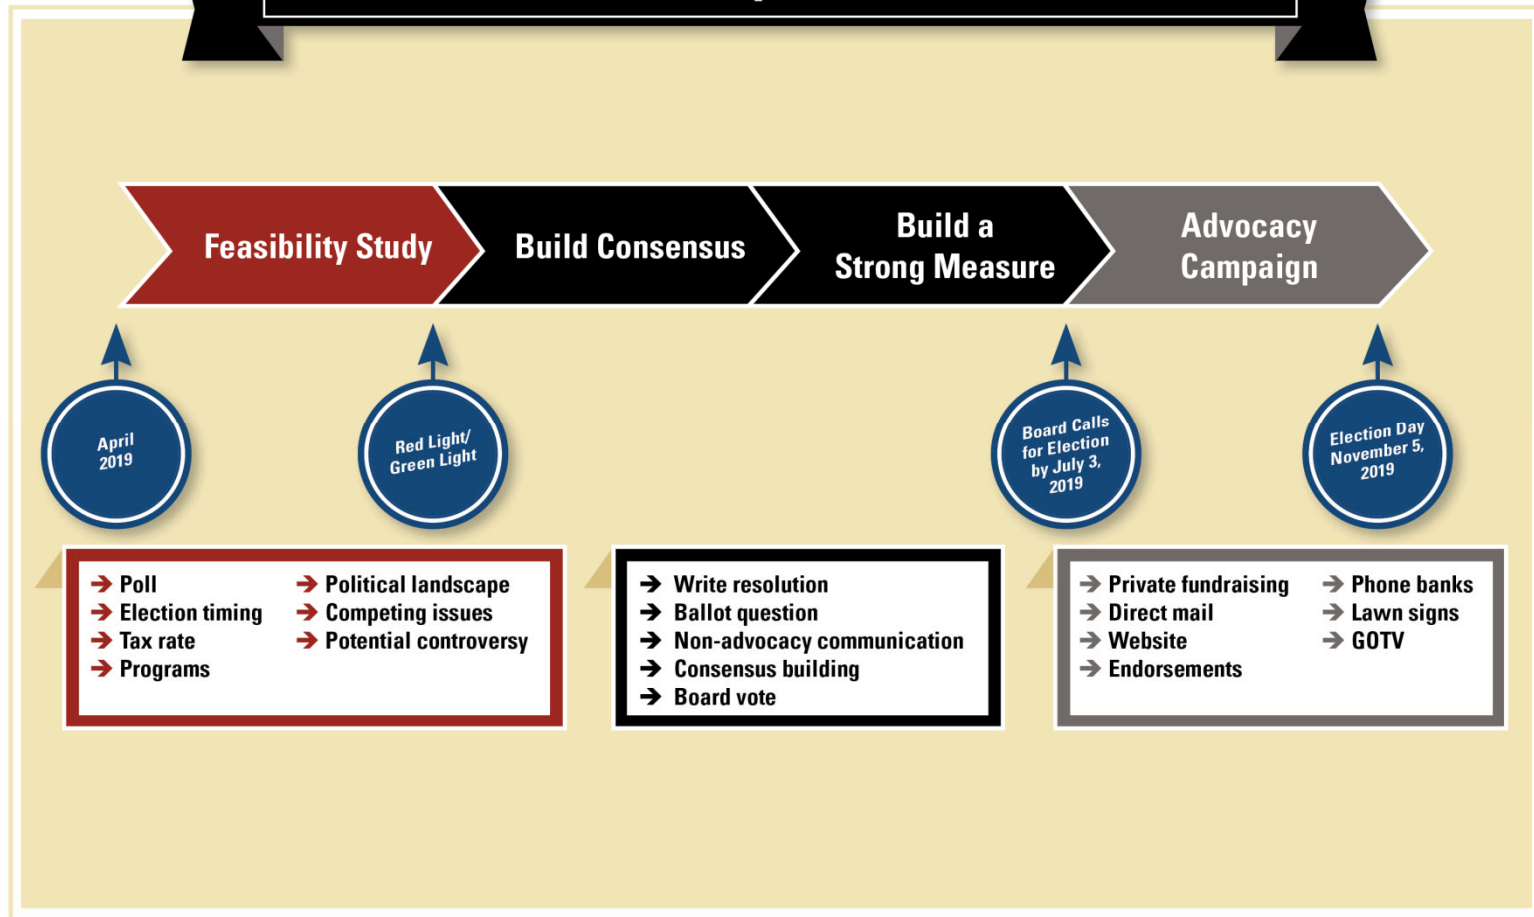 Feasibility Study
Build Consensus
Build a
Strong Measure
Advocacy
Campaign
April
2019
Red Light/
Green Light
Board Calls
for Election
by July 3,
2019
Election Day
November 5,
2019
➔ Poll
➔ Election timing
➔ Tax rate
➔ Programs
➔ Political landscape
➔ Competing issues
➔ Potential controversy
➔ Write resolution
➔ Ballot question
➔ Non-advocacy communication
➔ Consensus building
➔ Board vote
➔ Private fundraising
➔ Direct mail
➔ Website
➔ Endorsements
➔ Phone banks
➔ Lawn signs
➔ GOTV